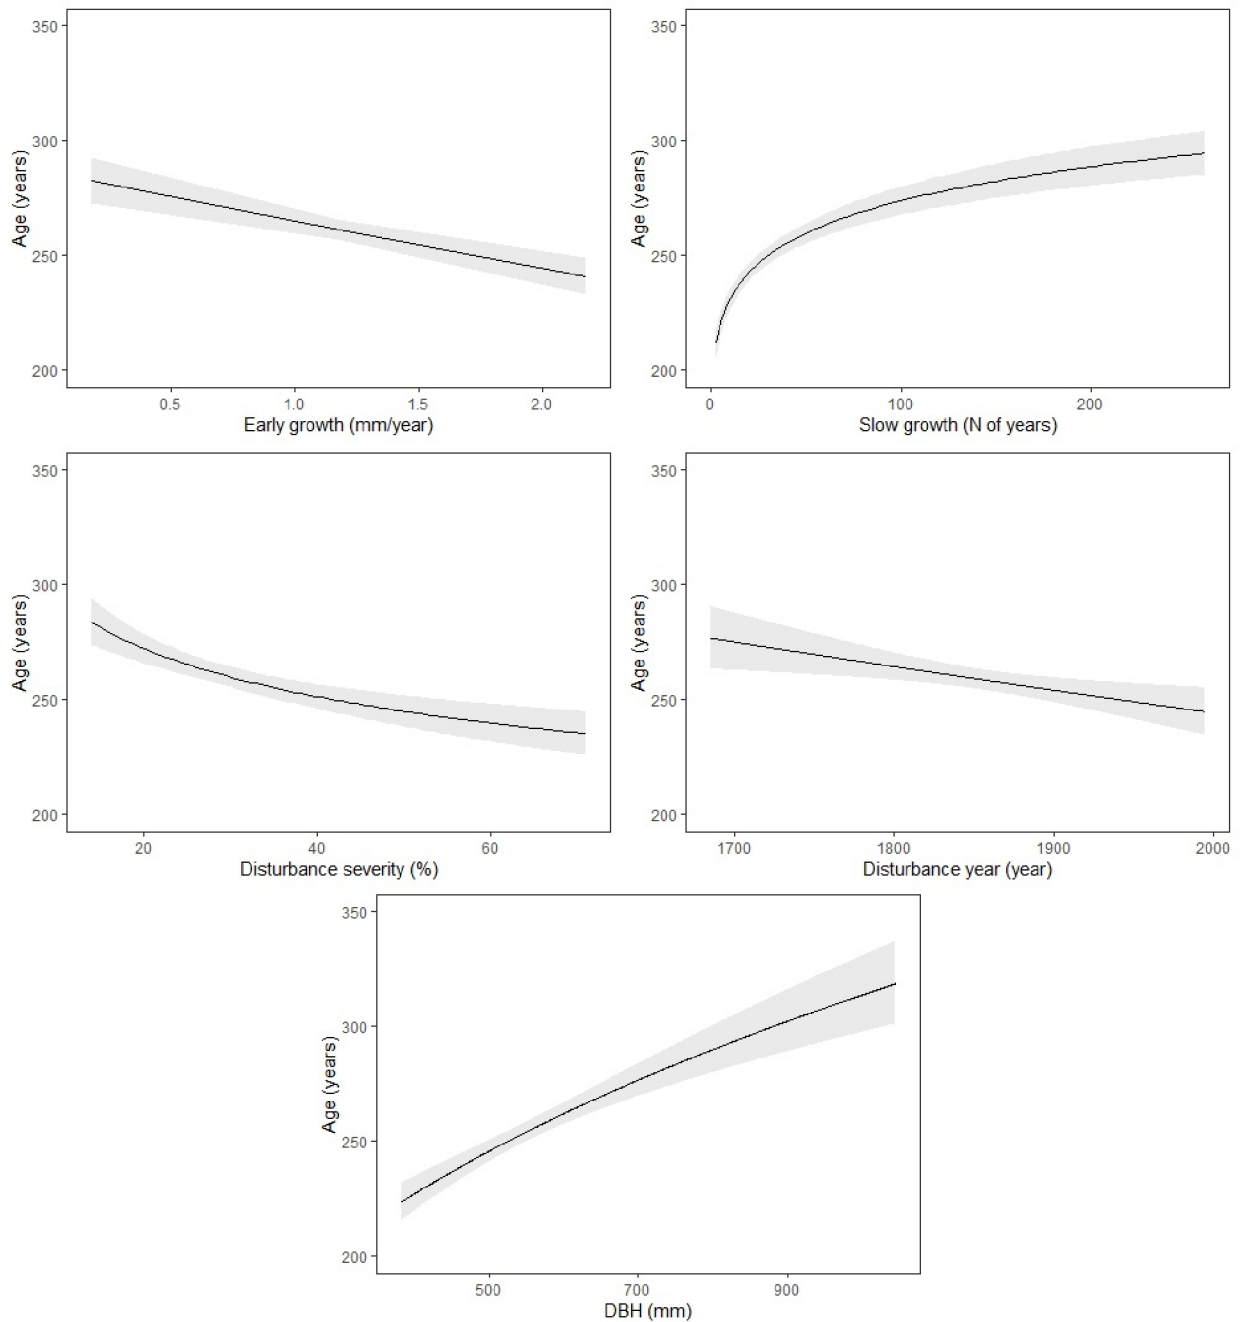 350
300
250
200
Age (years)
0.5 1.0 1.5 2.0
Early growth (mm/year)
350
300
250
200
Age (years)
0 100 200
Slow growth (N of years)
350
300
250
200
Age (years)
20 40 60
Disturbance severity (%)
350
300
250
200
Age (years)
1700 1800 1900 2000
Disturbance year (year)
350
300
250
200
Age (years)
500 700 900
DBH (mm)